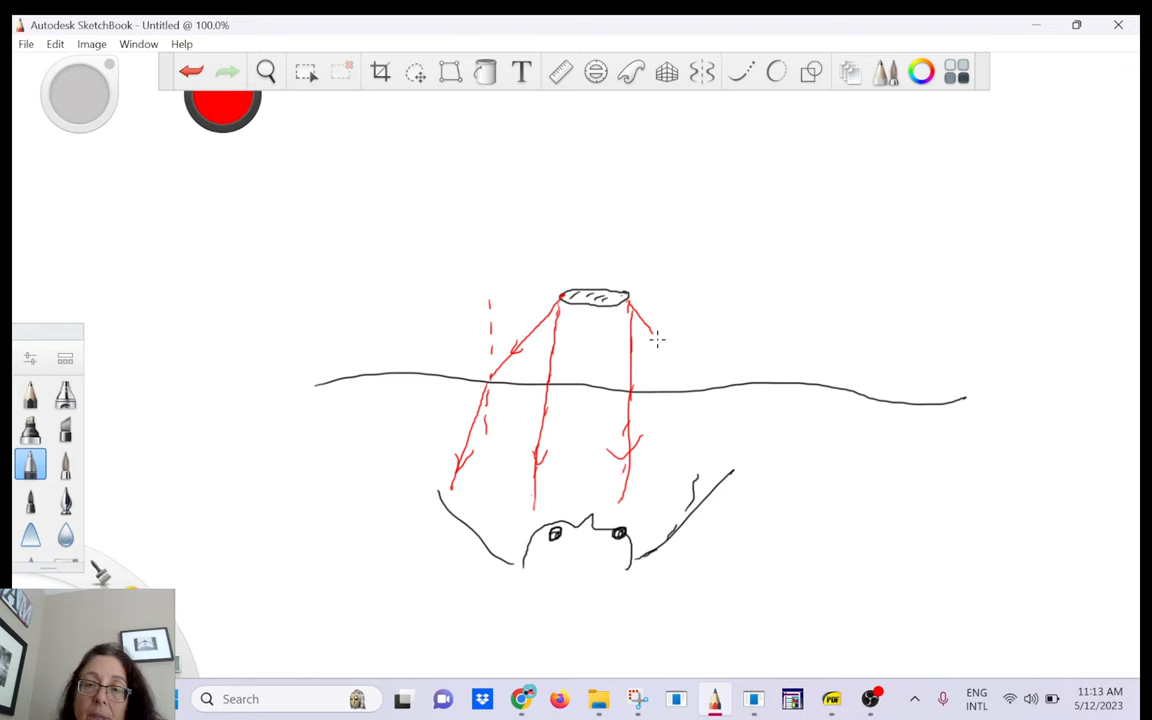 Autodesk SketchBook - Untitled @ 100.0%
File Edit Image Window Help
T
Search
ENG
INTL
11:13 AM
5/12/2023